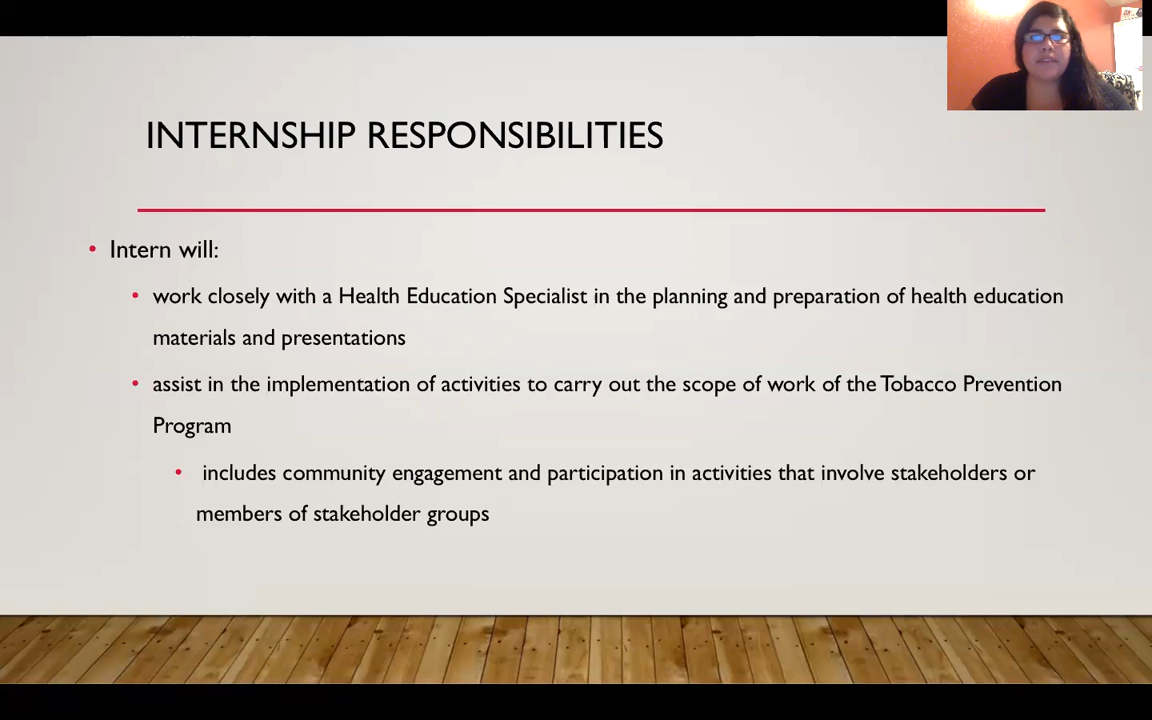 INTERNSHIP RESPONSIBILITIES
• Intern will:
• work closely with a Health Education Specialist in the planning and preparation of health education
materials and presentations
• assist in the implementation of activities to carry out the scope of work of the Tobacco Prevention
Program
• includes community engagement and participation in activities that involve stakeholders or
members of stakeholder groups